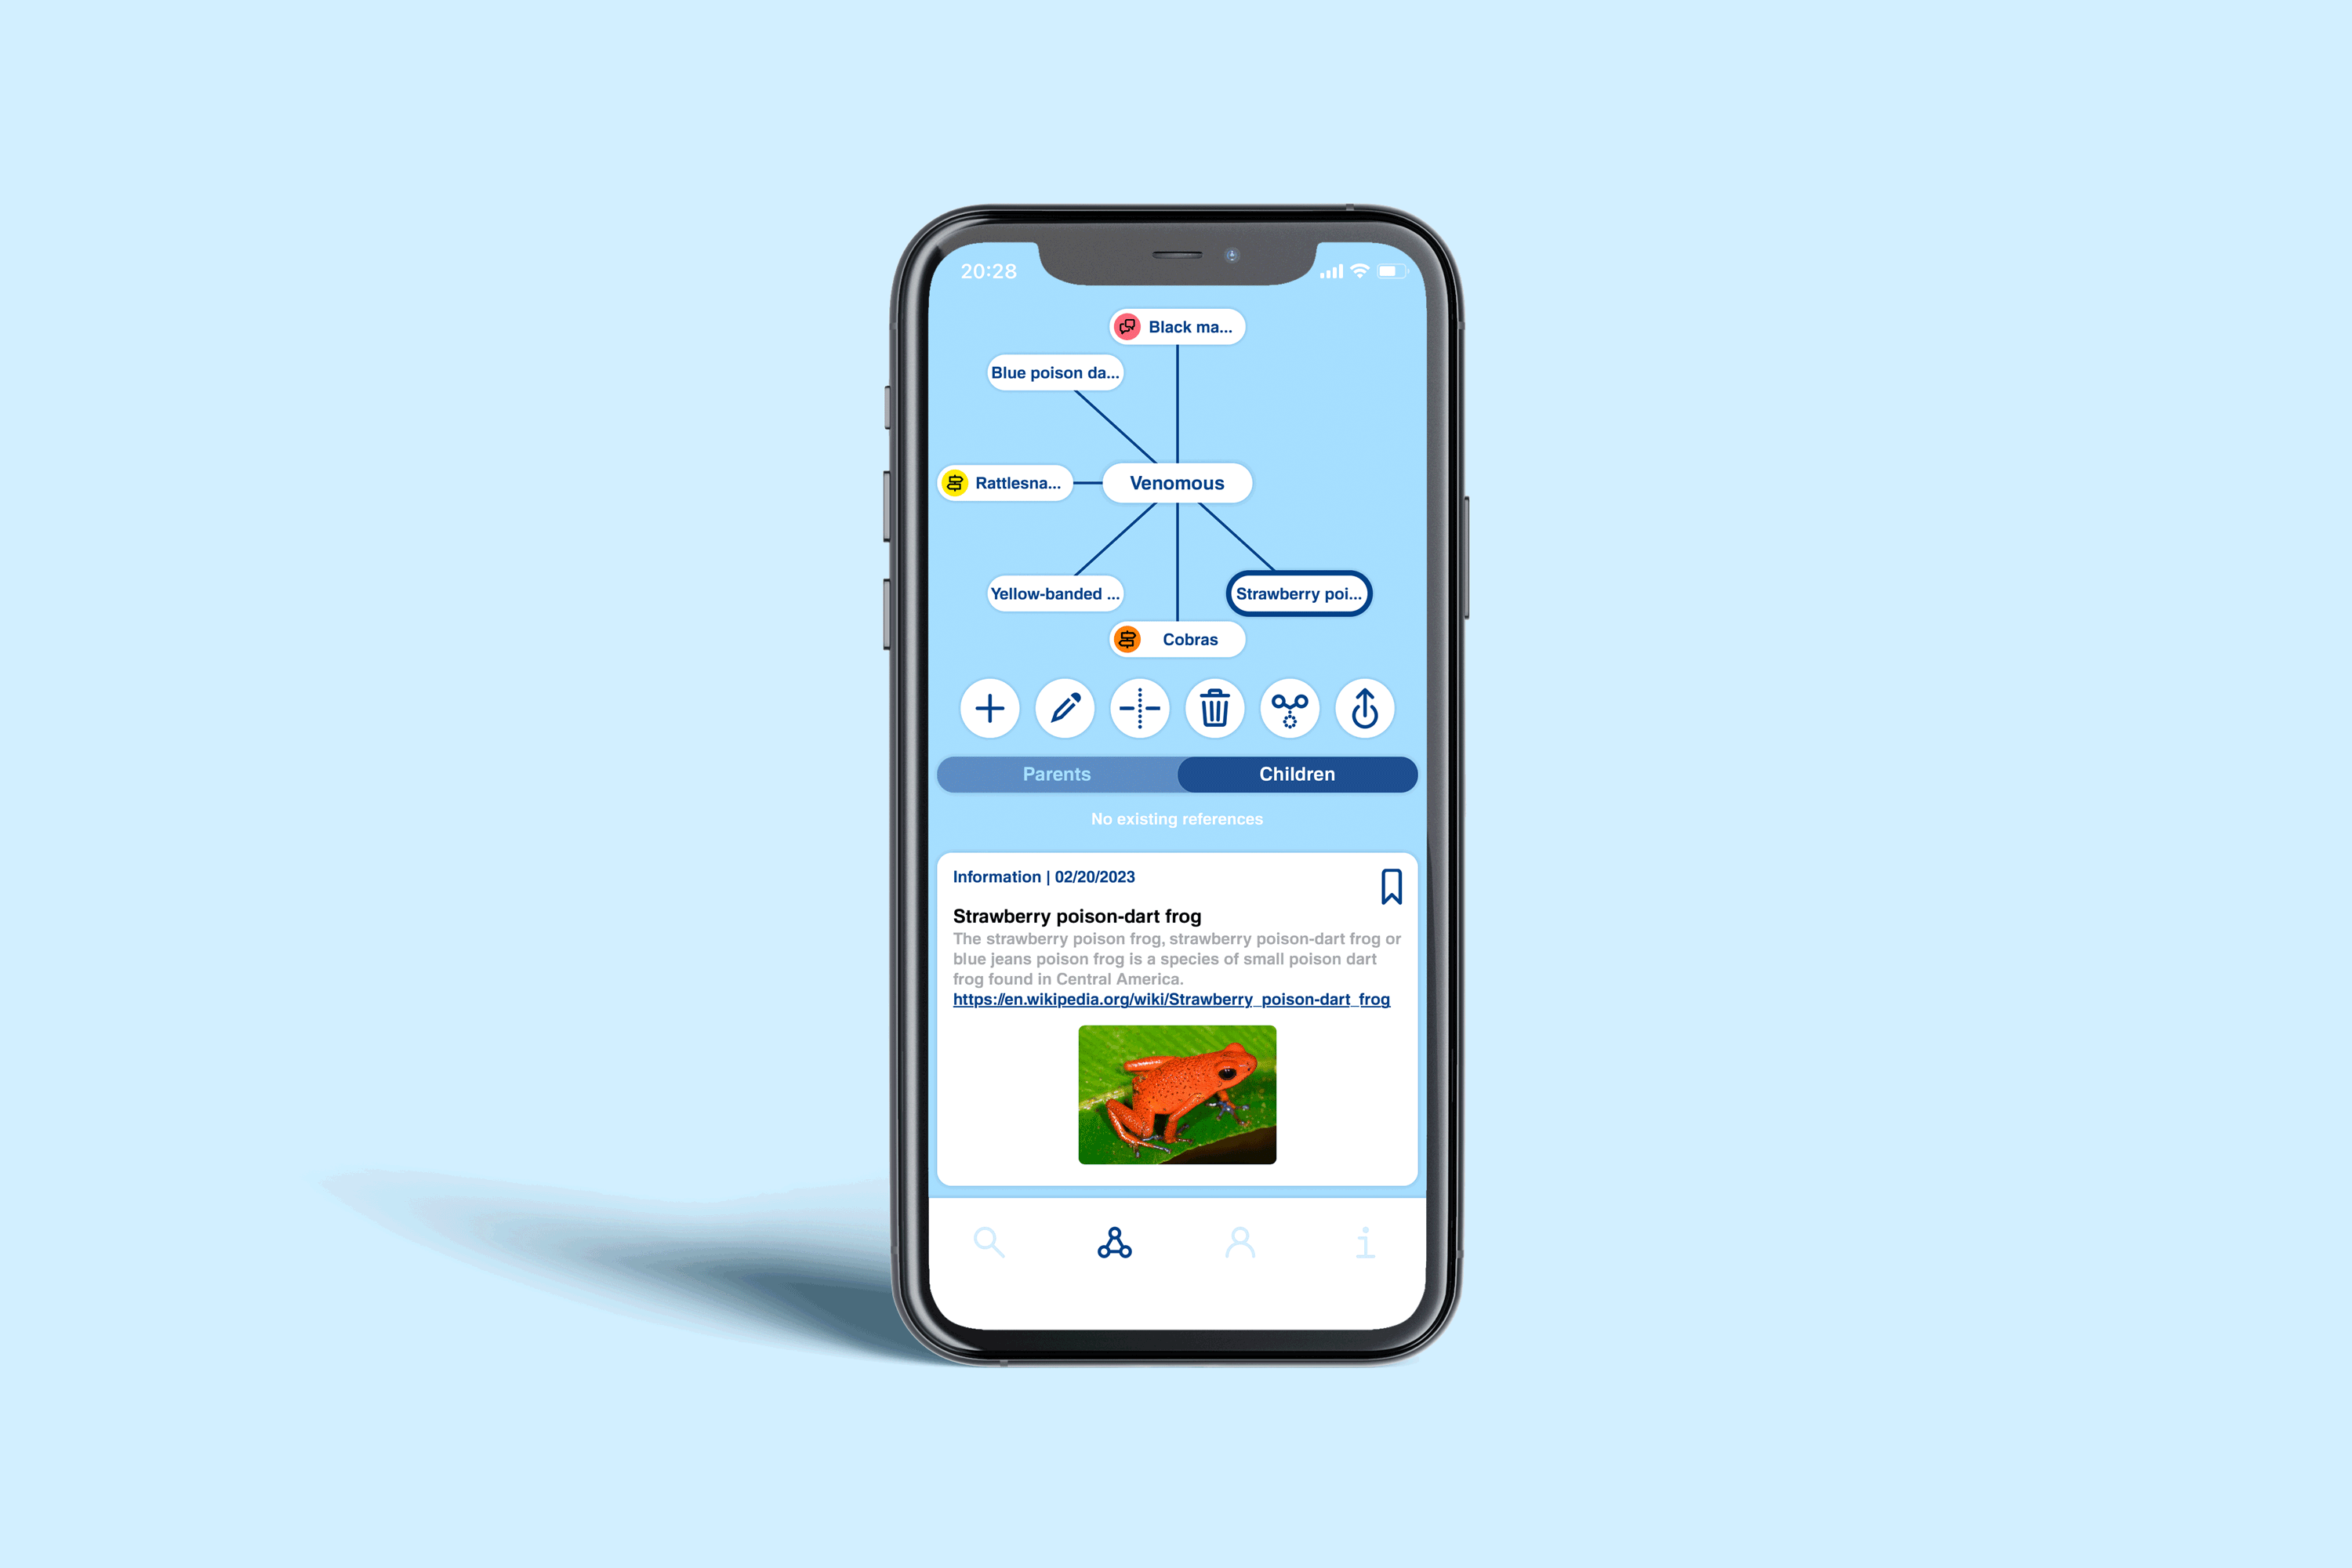 20:28
Black ma...
Blue poison da...
Rattlesna...
Venomous
Yellow-banded ...
Strawberry poi...
Cobras
Parents
Children
No existing references
Information | 02/20/2023
Strawberry poison-dart frog
The strawberry poison frog, strawberry poison-dart frog or
blue jeans poison frog is a species of small poison dart
frog found in Central America.
https://en.wikipedia.org/wiki/Strawberry_poison-dart_frog